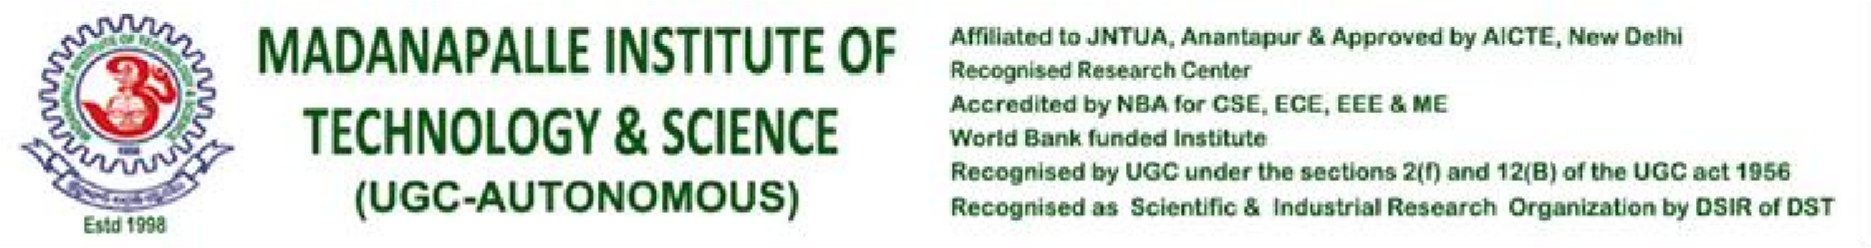 MADANAPALLE INSTITUTE OF
TECHNOLOGY & SCIENCE
(UGC-AUTONOMOUS)
Estd 1998
Affiliated to JNTUA, Anantapur & Approved by AICTE, New Delhi
Recognised Research Center
Accredited by NBA for CSE, ECE, EEE & ME
World Bank funded Institute
Recognised by UGC under the sections 2(f) and 12(B) of the UGC act 1956
Recognised as Scientific & Industrial Research Organization by DSIR of DST